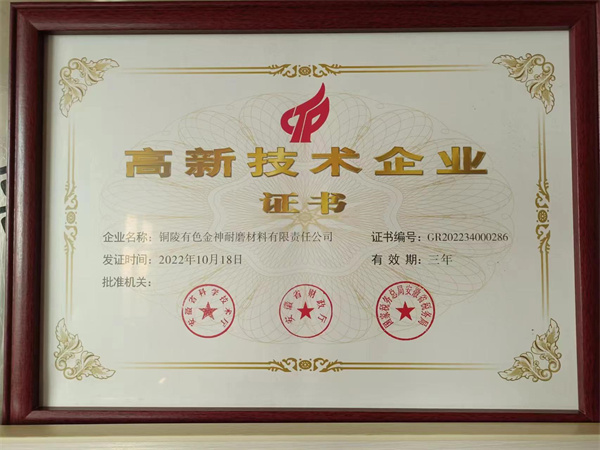 高新技术企业
证书
企业名称：铜陵有色金神耐磨材料有限责任公司 证书编号：GR202234000286
发证时间：2022年10月18日 有效期：三年
批准机关：
安徽省科学技术厅
安徽省财政厅
国家税务总局安徽省税务局